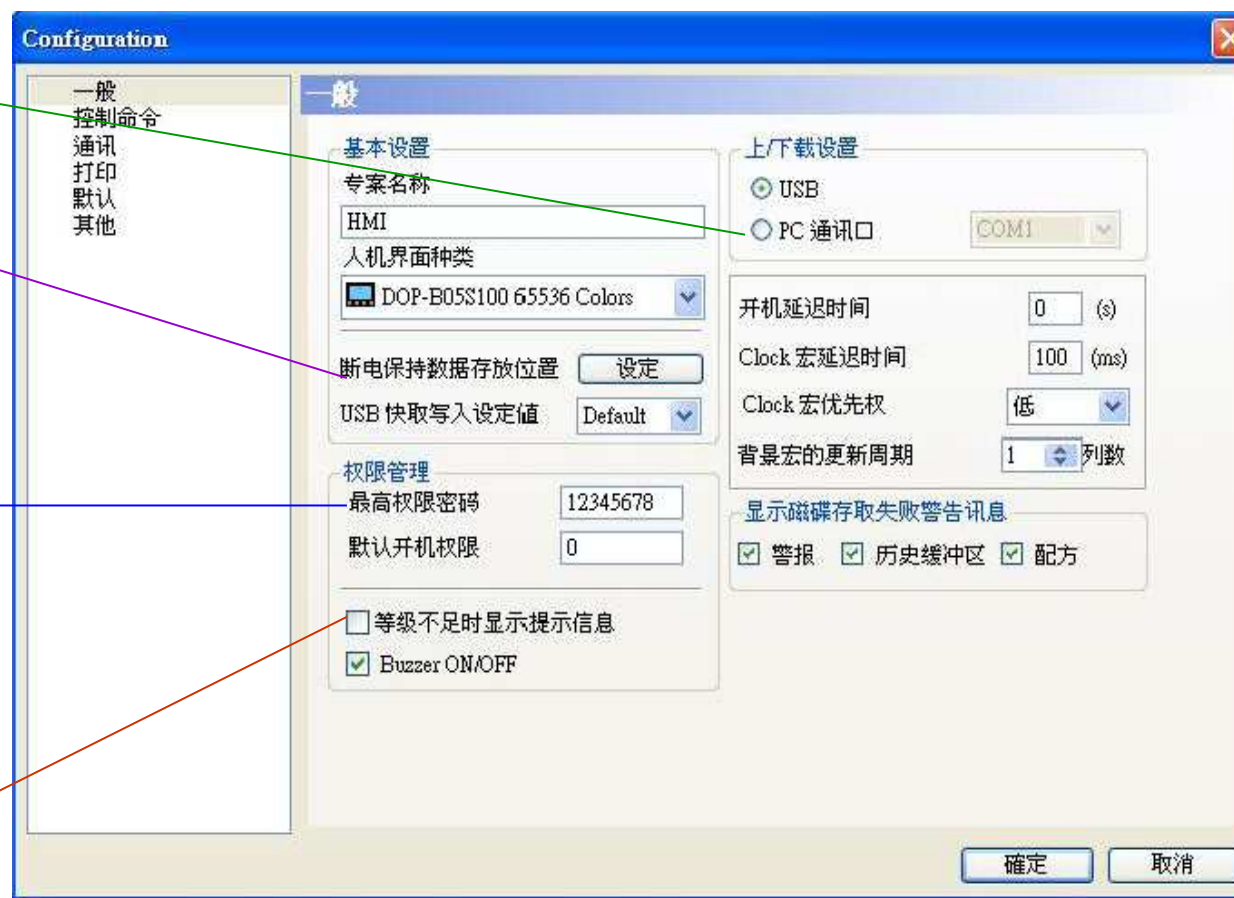 Configuration
一般
控制命令
通讯
打印
默认
其他
一般
基本设置
专案名称
HMI
人机界面种类
DOP-B05S100 65536 Colors
断电保持数据存放位置 设定
USB 快取写入设定値 Default
权限管理
最高权限密码 12345678
默认开机权限 0
等级不足时显示提示信息
Buzzer ON/OFF
上/下载设置
USB
PC 通讯口 COM1
开机延迟时间 0 (s)
Clock 宏延迟时间 100 (ms)
Clock 宏优先权 低
背景宏的更新周期 1 列数
显示磁碟存取失败警告讯息
警报 历史缓冲区 配方
確定 取消